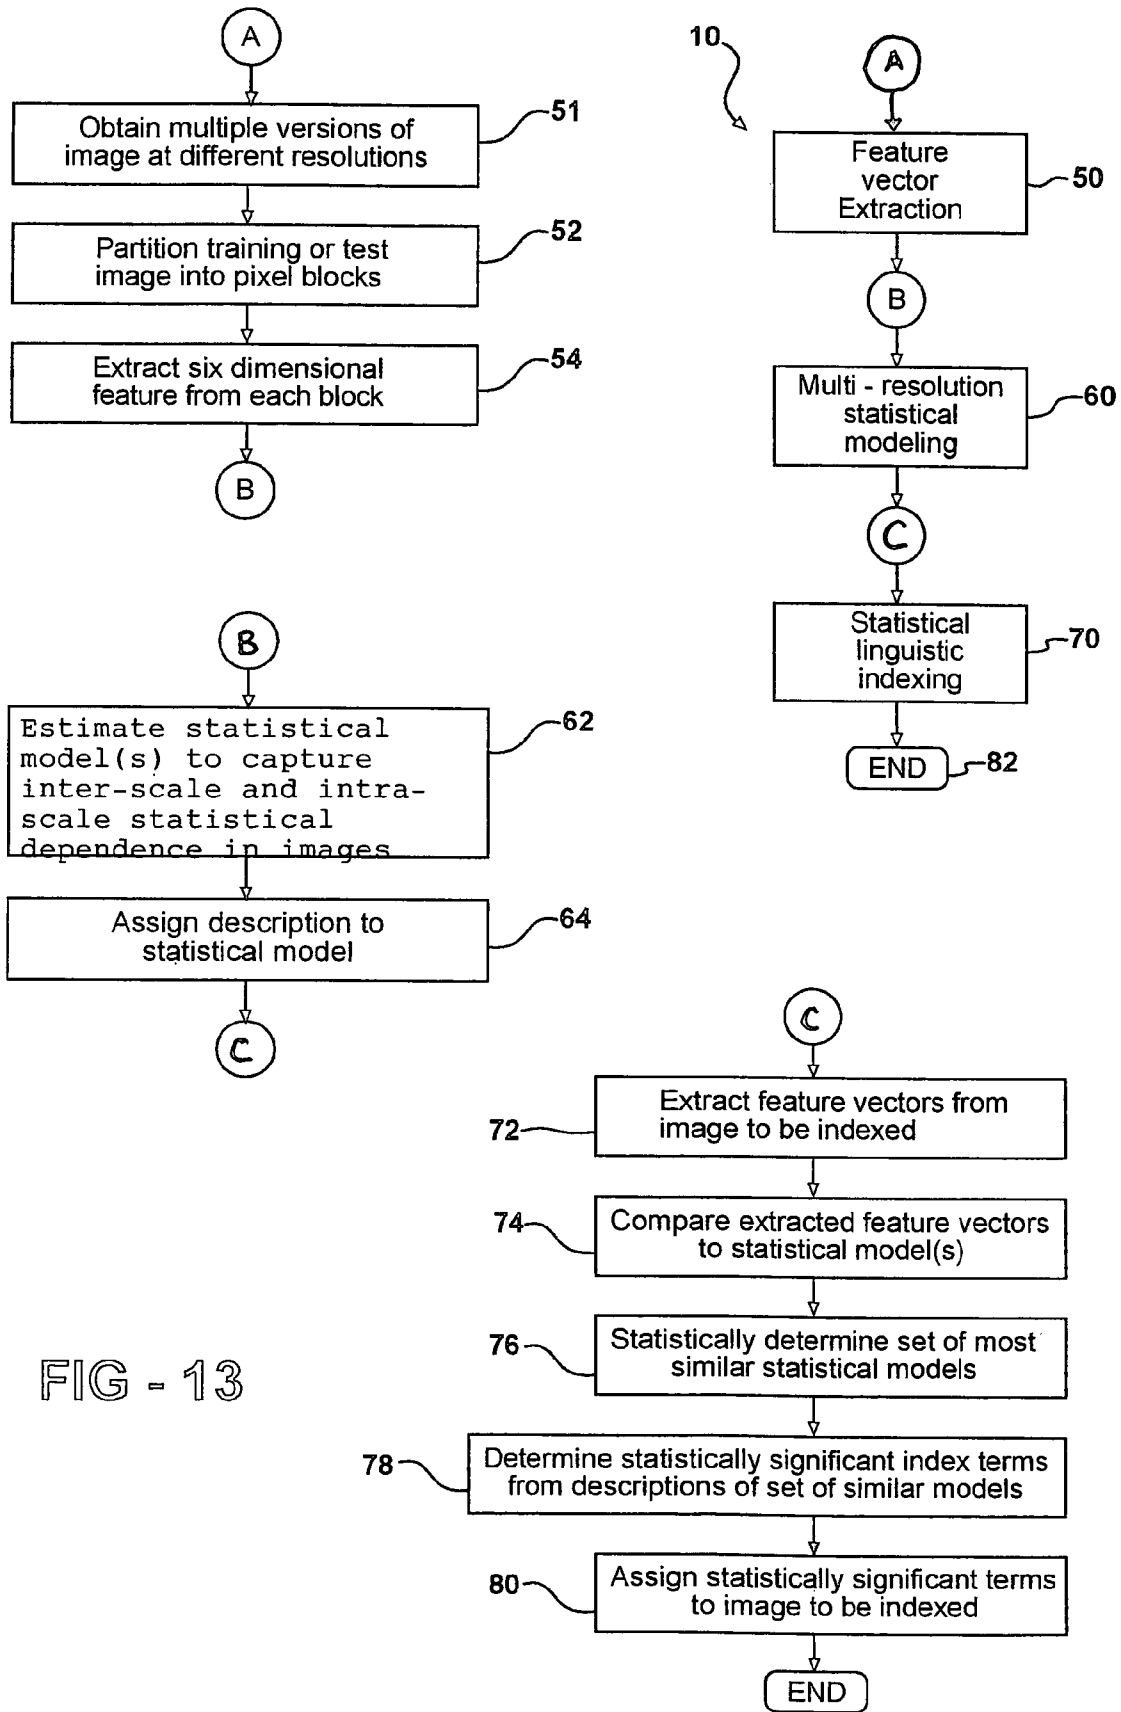 A
Obtain multiple versions of
image at different resolutions
51
Partition training or test
image into pixel blocks
52
Extract six dimensional
feature from each block
54
B
10
A
Feature
vector
Extraction
50
B
Multi - resolution
statistical
modeling
60
C
Statistical
linguistic
indexing
70
END
82
B
Estimate statistical
model(s) to capture
inter-scale and intra-
scale statistical
dependence in images
62
Assign description to
statistical model
64
C
C
Extract feature vectors from
image to be indexed
72
Compare extracted feature vectors
to statistical model(s)
74
Statistically determine set of most
similar statistical models
76
Determine statistically significant index terms
from descriptions of set of similar models
78
Assign statistically significant terms
to image to be indexed
80
END
FIG - 13